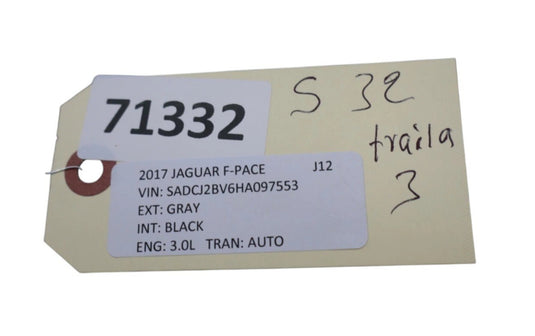 71332
S 32
traila
3
2017 JAGUAR F-PACE J12
VIN: SADCJ2BV6HA097553
EXT: GRAY
INT: BLACK
ENG: 3.0L TRAN: AUTO